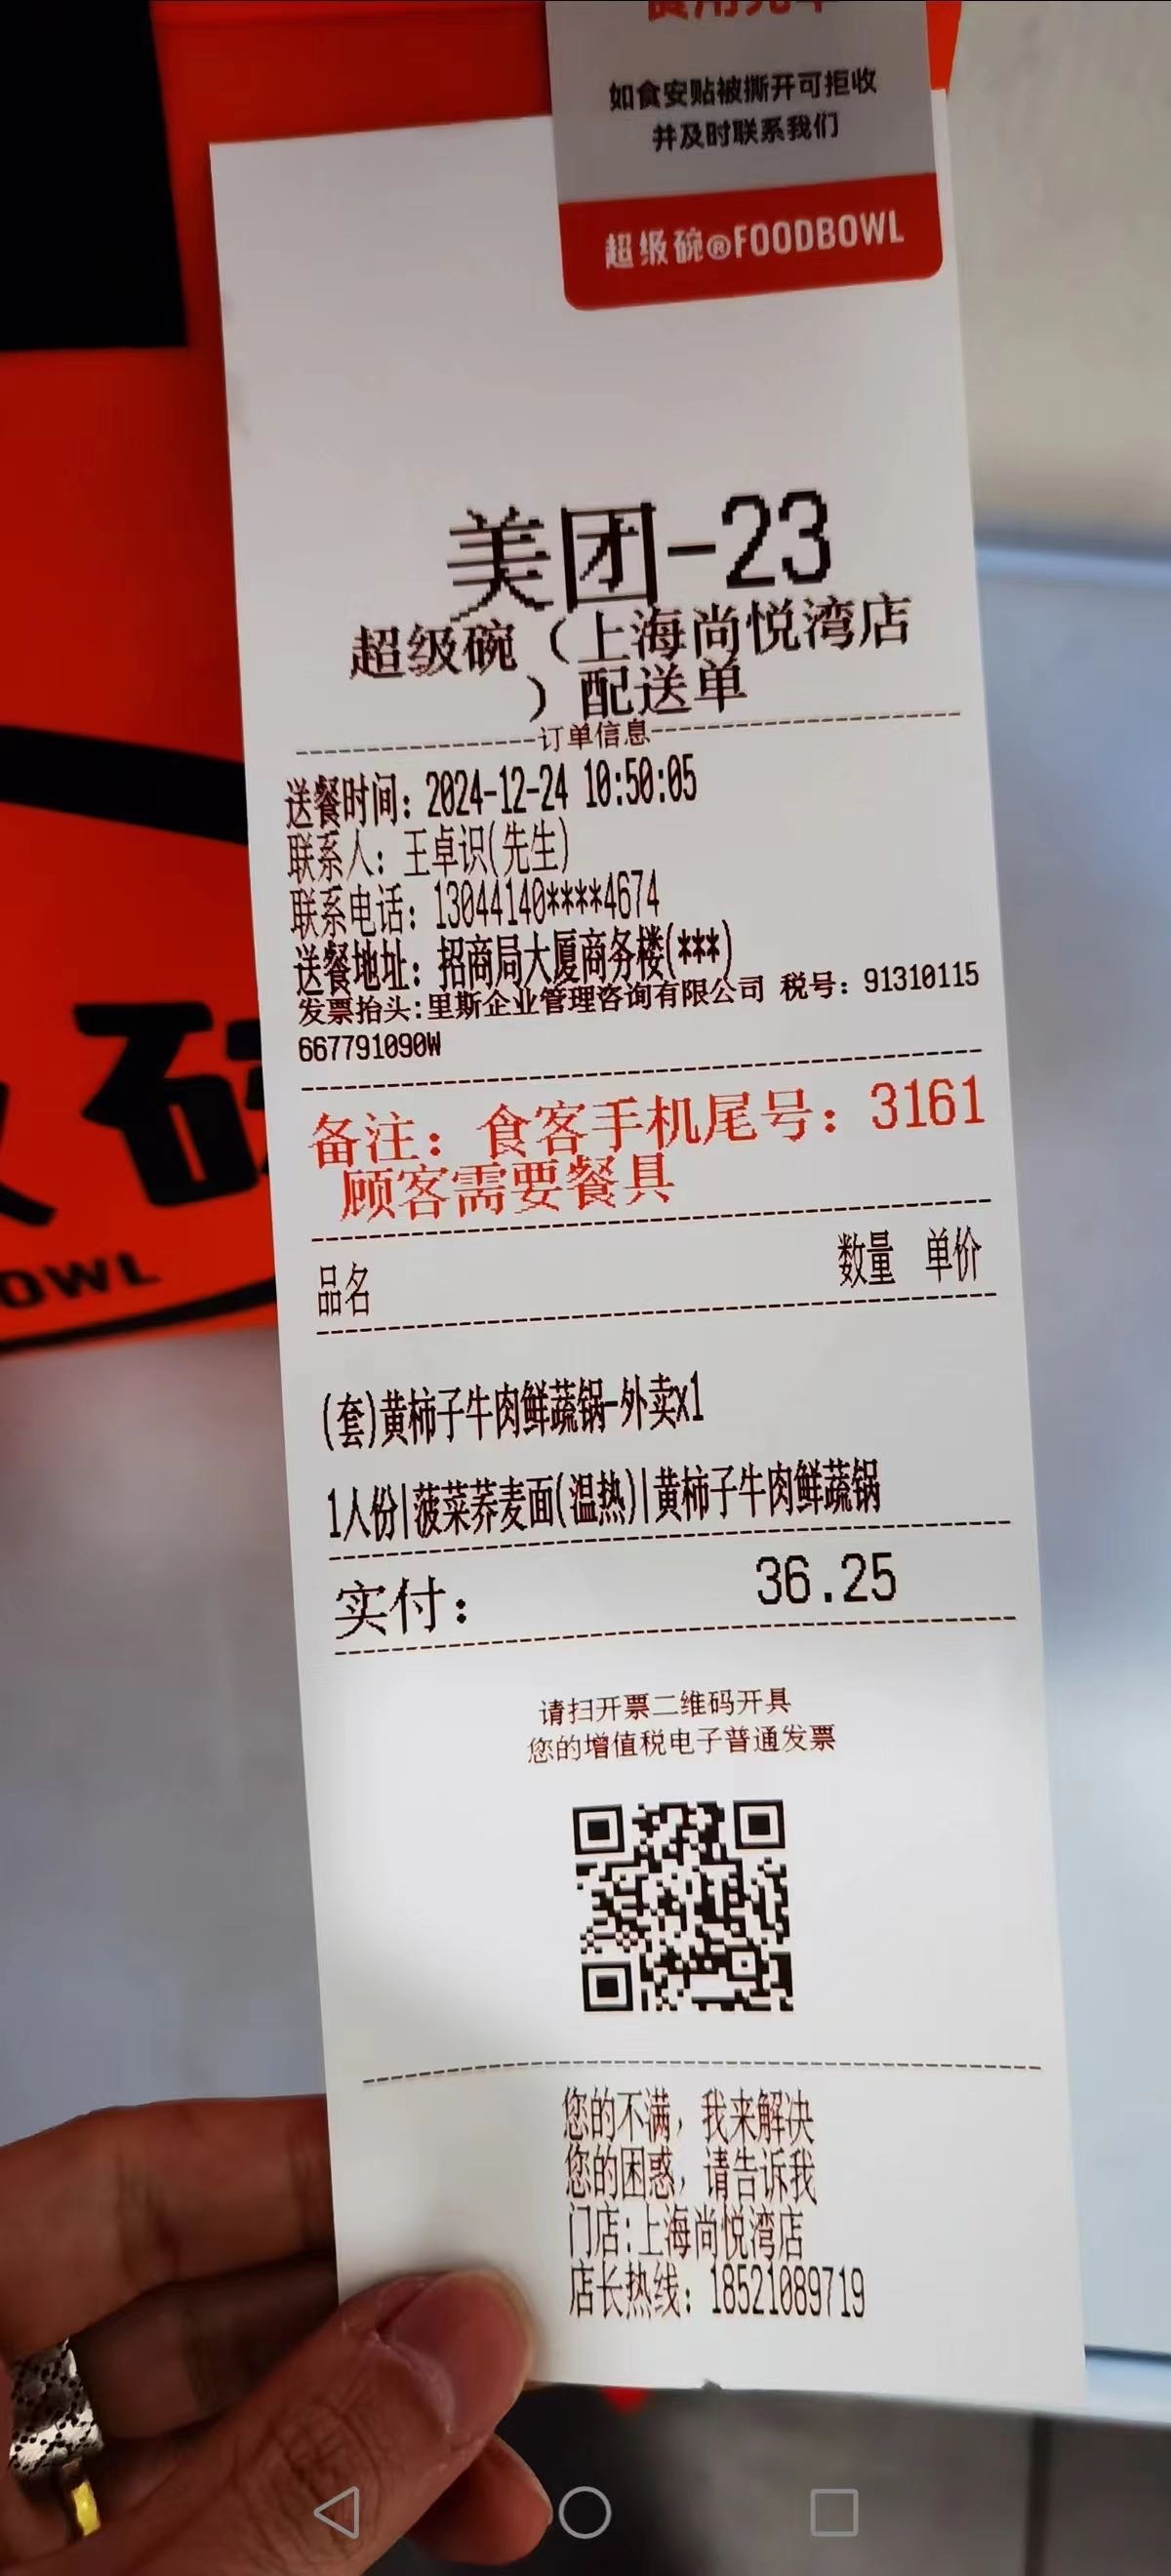 如食安贴被撕开可拒收
并及时联系我们
超级碗®FOODBOWL
美团-23
超级碗（上海尚悦湾店
）配送单
订单信息
送餐时间：2024-12-24 10:50:05
联系人：王卓识(先生)
联系电话：13044140****4674
送餐地址：招商局大厦商务楼(***)
发票抬头:里斯企业管理咨询有限公司 税号：91310115
667791090W
备注：食客手机尾号：3161
顾客需要餐具
品名 数量 单价
(套)黄柿子牛肉鲜蔬锅-外卖x1
1人份|菠菜荞麦面(温热)|黄柿子牛肉鲜蔬锅
实付： 36.25
请扫开票二维码开具
您的增值税电子普通发票
您的不满，我来解决
您的困惑，请告诉我
门店:上海尚悦湾店
店长热线：18521089719
碗
OWL